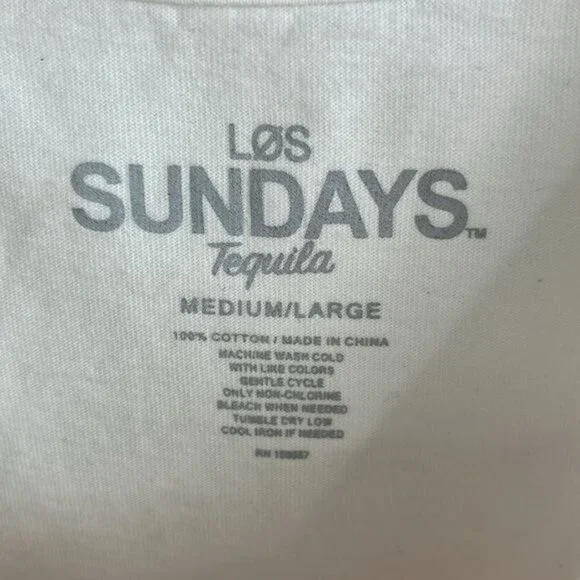 LØS
SUNDAYS™
Tequila
MEDIUM/LARGE
100% COTTON / MADE IN CHINA
MACHINE WASH COLD
WITH LIKE COLORS
GENTLE CYCLE
ONLY NON-CHLORINE
BLEACH WHEN NEEDED
TUMBLE DRY LOW
COOL IRON IF NEEDED
RN